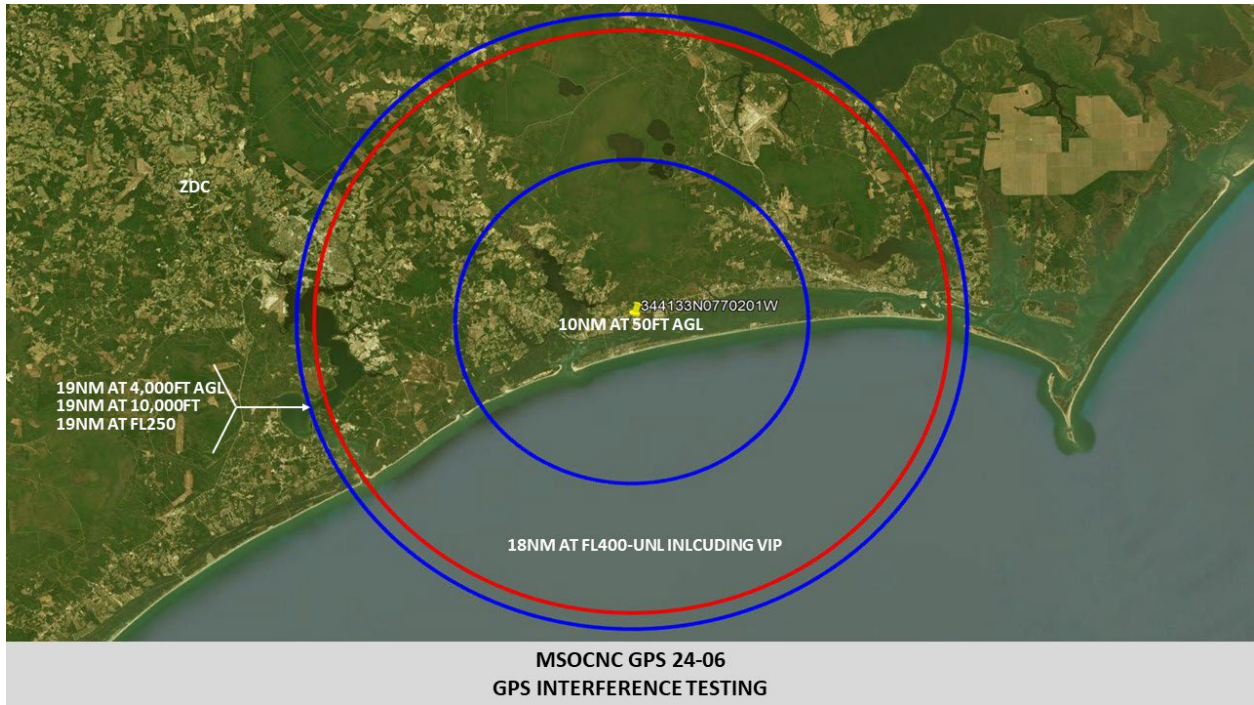 ZDC
344133N0770201W
10NM AT 50FT AGL
19NM AT 4,000FT AGL
19NM AT 10,000FT
19NM AT FL250
18NM AT FL400-UNL INLCUDING VIP
MSOCNC GPS 24-06
GPS INTERFERENCE TESTING